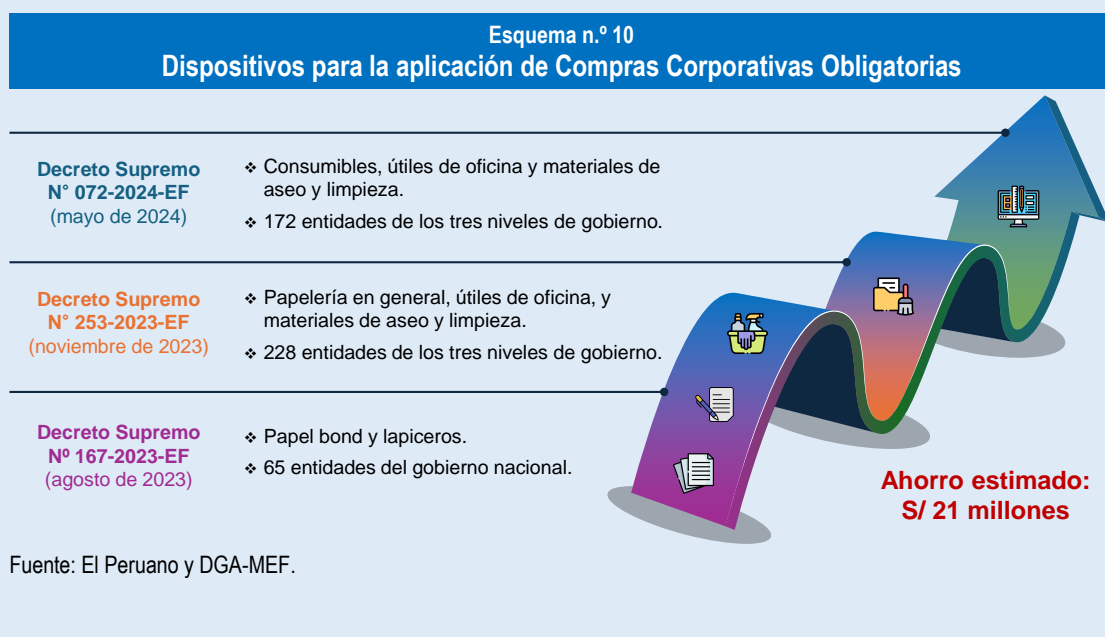 Esquema n.º 10
Dispositivos para la aplicación de Compras Corporativas Obligatorias
Decreto Supremo
N° 072-2024-EF
(mayo de 2024)
❖ Consumibles, útiles de oficina y materiales de
aseo y limpieza.
❖ 172 entidades de los tres niveles de gobierno.
Decreto Supremo
N° 253-2023-EF
(noviembre de 2023)
❖ Papelería en general, útiles de oficina, y
materiales de aseo y limpieza.
❖ 228 entidades de los tres niveles de gobierno.
Decreto Supremo
Nº 167-2023-EF
(agosto de 2023)
❖ Papel bond y lapiceros.
❖ 65 entidades del gobierno nacional.
Ahorro estimado:
S/ 21 millones
Fuente: El Peruano y DGA-MEF.